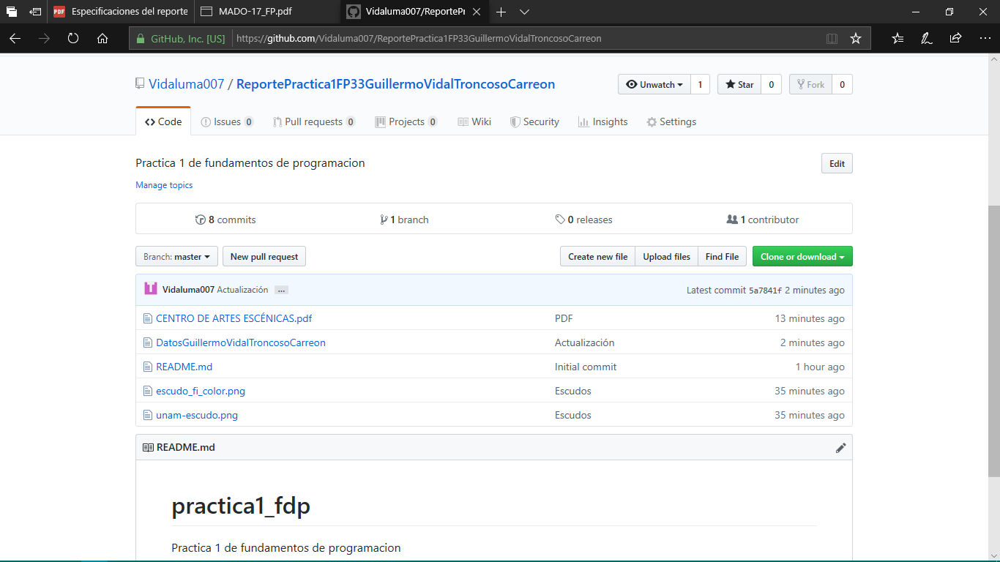 Especificaciones del reporte
MADO-17_FP.pdf
Vidaluma007/ReportePr
GitHub, Inc. [US]
https://github.com/Vidaluma007/ReportePractica1FP33GuillermoVidalTroncosoCarreon
Vidaluma007 / ReportePractica1FP33GuillermoVidalTroncosoCarreon
Unwatch 1 Star 0 Fork 0
Code Issues 0 Pull requests 0 Projects 0 Wiki Security Insights Settings
Practica 1 de fundamentos de programacion
Edit
Manage topics
8 commits 1 branch 0 releases 1 contributor
Branch: master New pull request Create new file Upload files Find File Clone or download
Vidaluma007 Actualización ... Latest commit 5a7841f 2 minutes ago
CENTRO DE ARTES ESCÉNICAS.pdf PDF 13 minutes ago
DatosGuillermoVidalTroncosoCarreon Actualización 2 minutes ago
README.md Initial commit 1 hour ago
escudo_fi_color.png Escudos 35 minutes ago
unam-escudo.png Escudos 35 minutes ago
README.md
practica1_fdp
Practica 1 de fundamentos de programacion